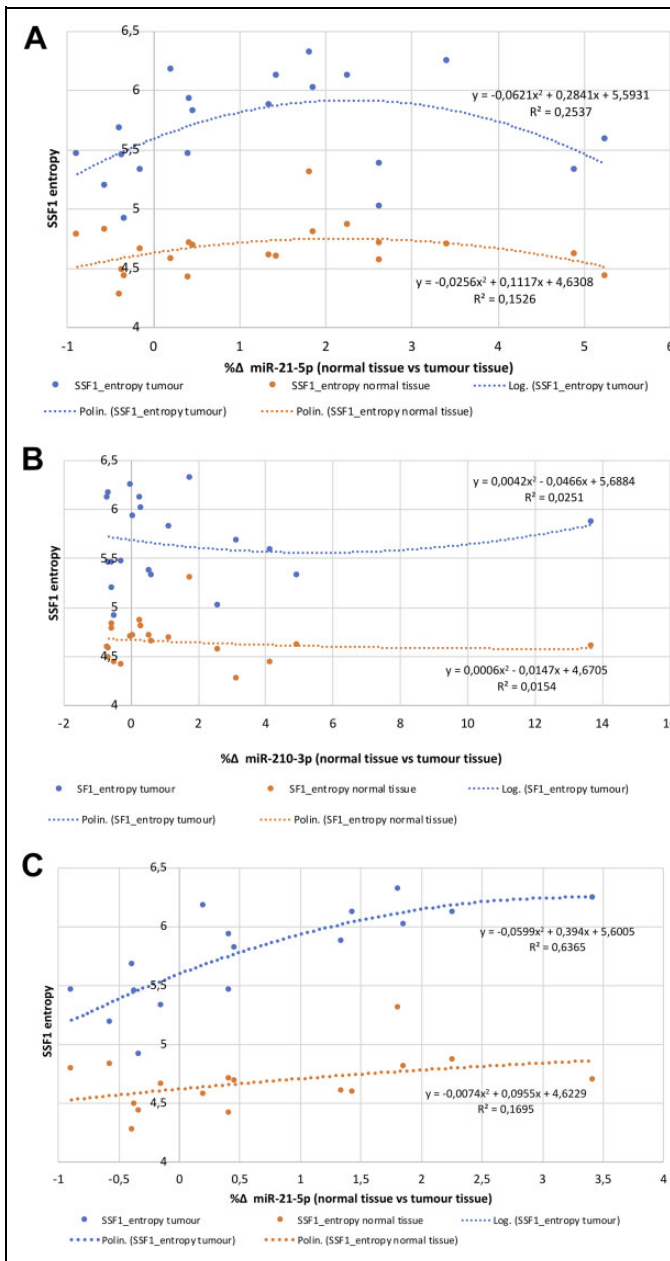 A
6,5
6
5,5
5
4,5
4
SSF1 entropy
y = -0,0621x² + 0,2841x + 5,5931
R² = 0,2537
y = -0,0256x² + 0,1117x + 4,6308
R² = 0,1526
-1 0 1 2 3 4 5 6
%Δ miR-21-5p (normal tissue vs tumour tissue)
SSF1_entropy tumour SSF1_entropy normal tissue Log. (SSF1_entropy tumour)
Polin. (SSF1_entropy tumour) Polin. (SSF1_entropy normal tissue)
B
6,5
6
5,5
5
4,5
4
SSF1 entropy
y = 0,0042x² - 0,0466x + 5,6884
R² = 0,0251
y = 0,0006x² - 0,0147x + 4,6705
R² = 0,0154
-2 0 2 4 6 8 10 12 14 16
%Δ miR-210-3p (normal tissue vs tumour tissue)
SF1_entropy tumour SF1_entropy normal tissue Log. (SF1_entropy tumour)
Polin. (SF1_entropy tumour) Polin. (SF1_entropy normal tissue)
C
6,5
6
5,5
5
4,5
4
SSF1 entropy
y = -0,0599x² + 0,394x + 5,6005
R² = 0,6365
y = -0,0074x² + 0,0955x + 4,6229
R² = 0,1695
-1 -0,5 0 0,5 1 1,5 2 2,5 3 3,5 4
%Δ miR-21-5p (normal tissue vs tumour tissue)
SSF1_entropy tumour SSF1_entropy normal tissue Log. (SSF1_entropy tumour)
Polin. (SSF1_entropy tumour) Polin. (SSF1_entropy normal tissue)